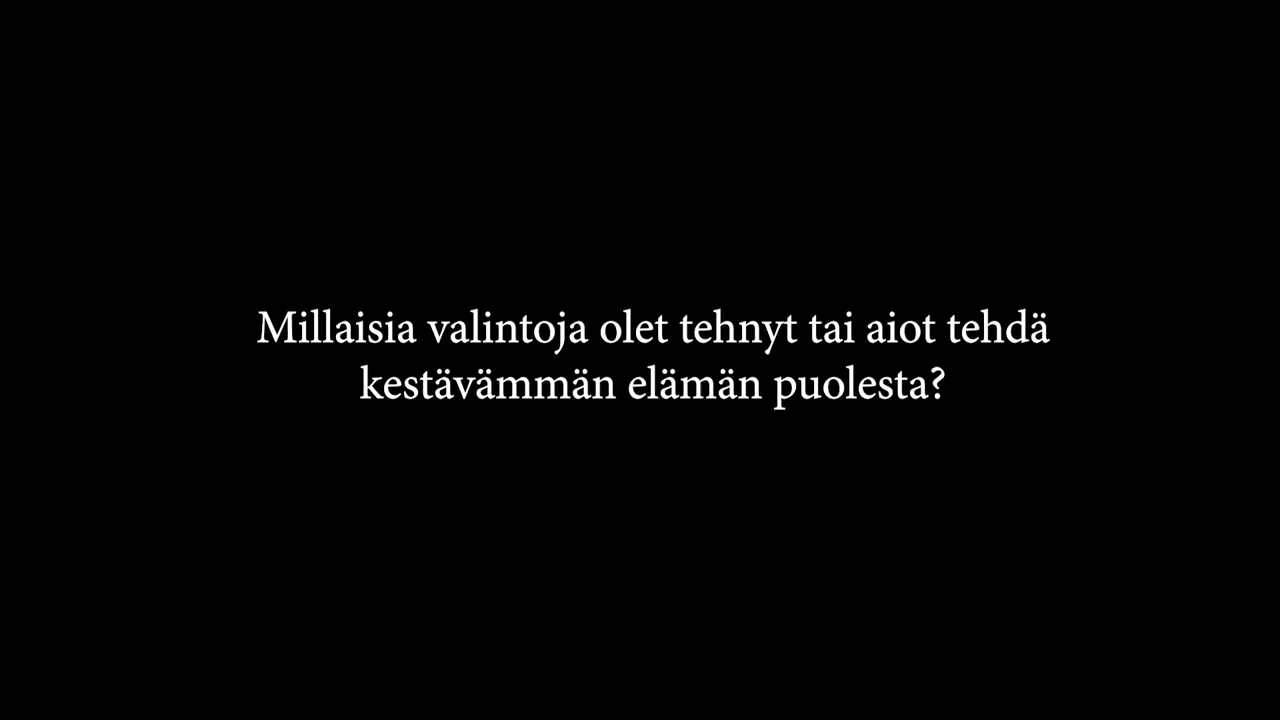 Millaisia valintoja olet tehnyt tai aiot tehdä
kestävämmän elämän puolesta?